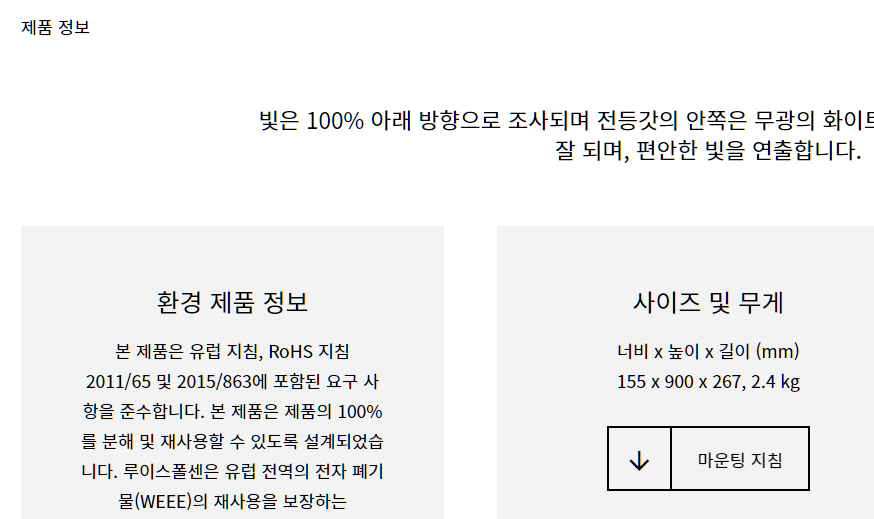 제품 정보
빛은 100% 아래 방향으로 조사되며 전등갓의 안쪽은 무광의 화이트
잘 되며, 편안한 빛을 연출합니다.
환경 제품 정보
본 제품은 유럽 지침, RoHS 지침
2011/65 및 2015/863에 포함된 요구 사
항을 준수합니다. 본 제품은 제품의 100%
를 분해 및 재사용할 수 있도록 설계되었습
니다. 루이스폴센은 유럽 전역의 전자 폐기
물(WEEE)의 재사용을 보장하는
사이즈 및 무게
너비 x 높이 x 길이 (mm)
155 x 900 x 267, 2.4 kg
마운팅 지침